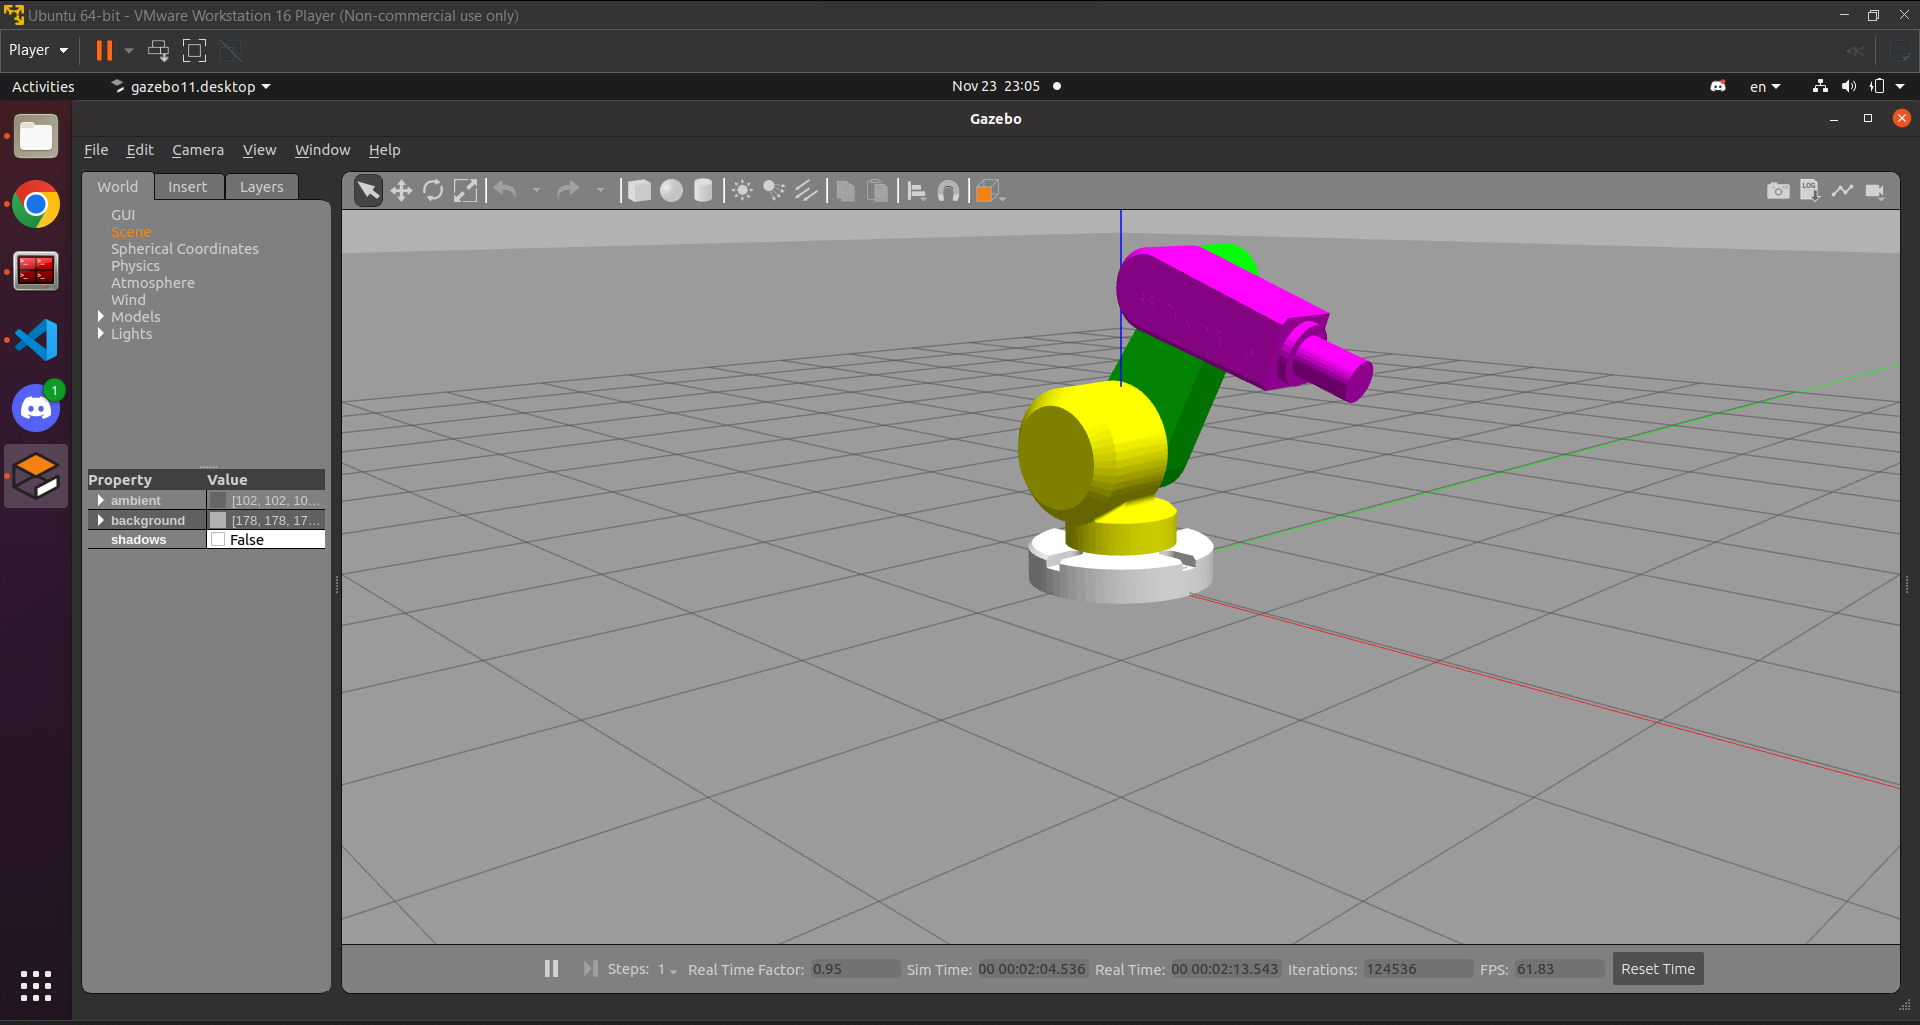 Ubuntu 64-bit - VMware Workstation 16 Player (Non-commercial use only)
Player
Activities
gazebo11.desktop
Nov 23 23:05
en
Gazebo
File Edit Camera View Window Help
World Insert Layers
GUI
Scene
Spherical Coordinates
Physics
Atmosphere
Wind
Models
Lights
1
Property Value
ambient [102, 102, 10...
background [178, 178, 17...
shadows False
LOG
Steps: 1 Real Time Factor: 0.95 Sim Time: 00 00:02:04.536 Real Time: 00 00:02:13.543 Iterations: 124536 FPS: 61.83 Reset Time